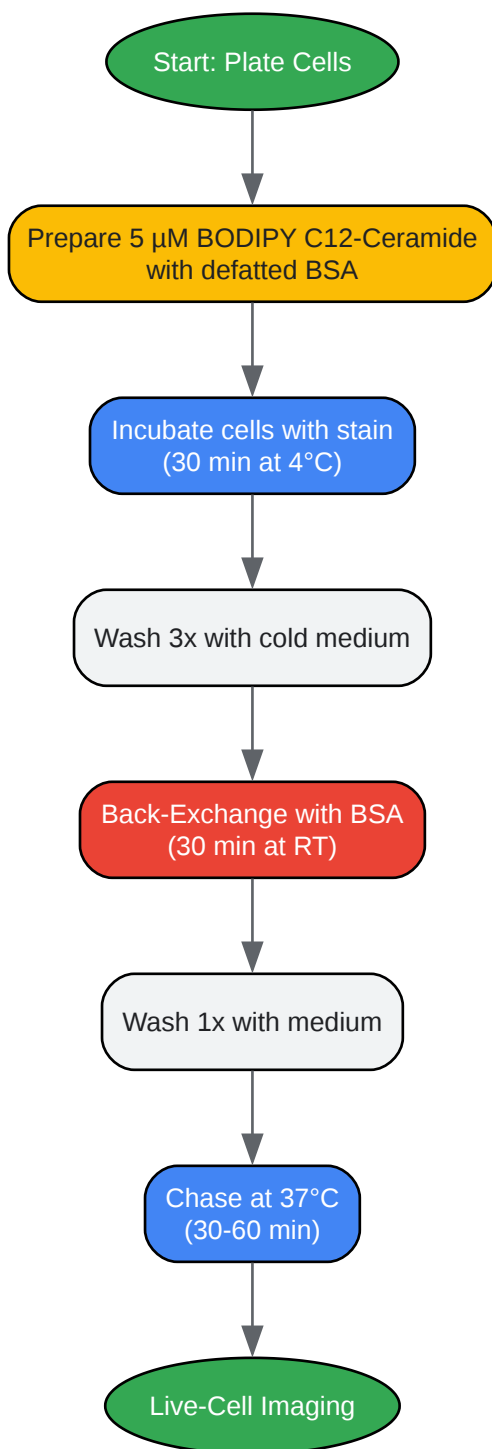 Start: Plate Cells
Prepare 5 µM BODIPY C12-Ceramide
with defatted BSA
Incubate cells with stain
(30 min at 4°C)
Wash 3x with cold medium
Back-Exchange with BSA
(30 min at RT)
Wash 1x with medium
Chase at 37°C
(30-60 min)
Live-Cell Imaging